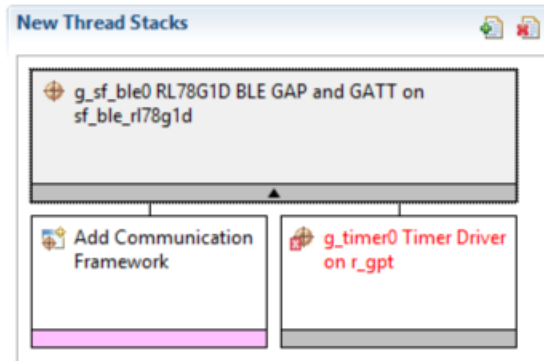 New Thread Stacks
g_sf_ble0 RL78G1D BLE GAP and GATT on
sf_ble_rl78g1d
Add Communication
Framework
g_timer0 Timer Driver
on r_gpt